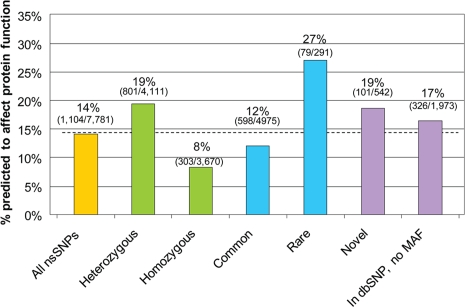 % predicted to affect protein function
35%
30%
25%
20%
15%
10%
5%
0%
14%
(1,104/7,781)
19%
(801/4,111)
8%
(303/3,670)
12%
(598/4975)
27%
(79/291)
19%
(101/542)
17%
(326/1,973)
All nsSNPs
Heterozygous
Homozygous
Common
Rare
Novel
In dbSNP, no MAF